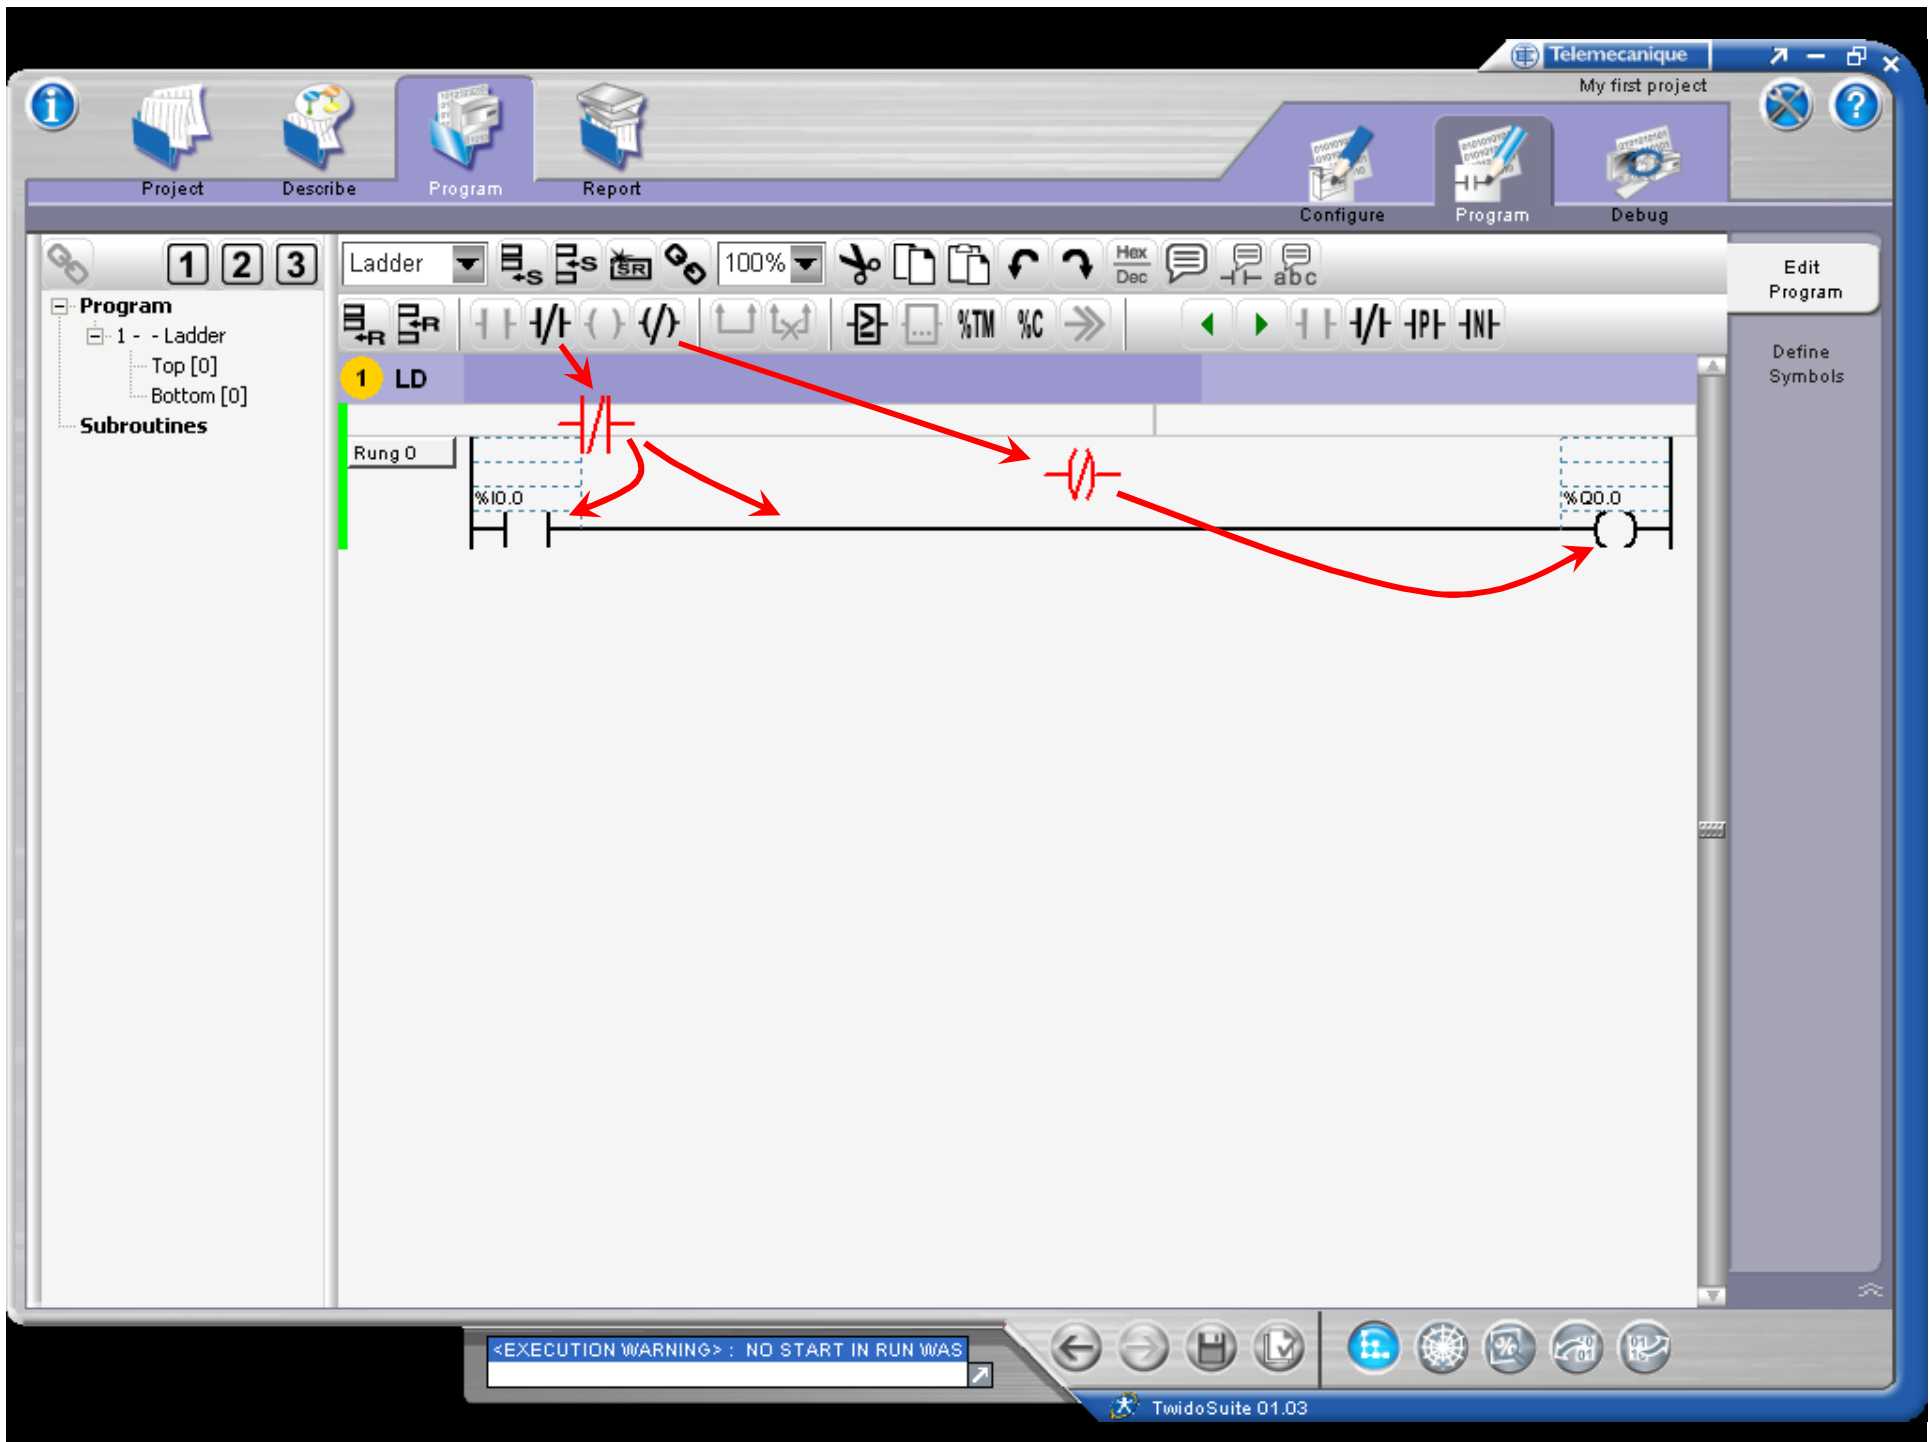 Telemecanique
My first project
Project
Describe
Program
Report
Configure
Program
Debug
1 2 3
Ladder
S
S
SR
100%
Hex
Dec
abc
Edit
Program
Define
Symbols
Program
1 - - Ladder
Top [0]
Bottom [0]
Subroutines
R
R
%TM
%C
P
N
1 LD
Rung 0
%I0.0
%Q0.0
<EXECUTION WARNING> : NO START IN RUN WAS
TwidoSuite 01.03